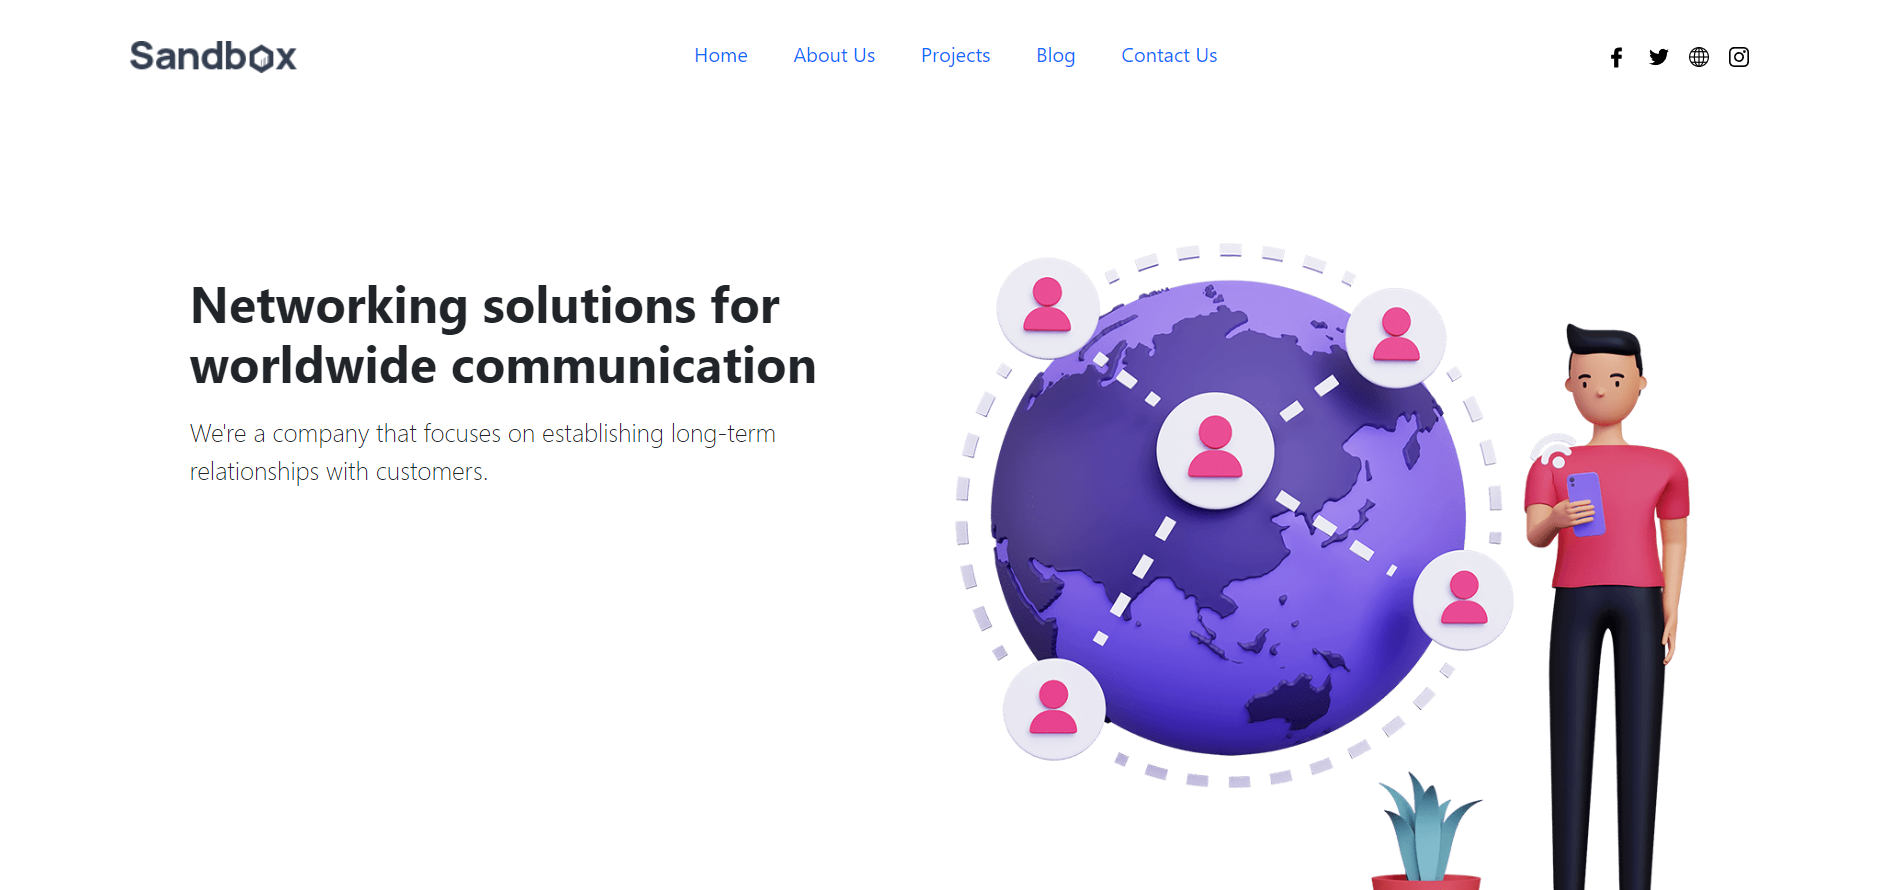 Sandbox
Home About Us Projects Blog Contact Us
Networking solutions for
worldwide communication
We're a company that focuses on establishing long-term
relationships with customers.